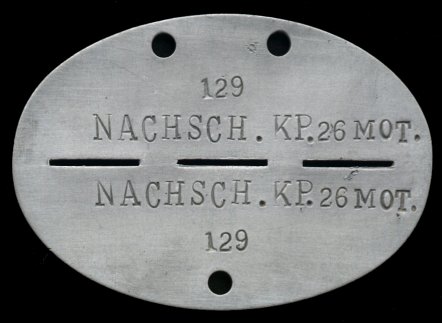 129
NACHSCH. KP. 26 MOT.
NACHSCH. KP. 26 MOT.
129